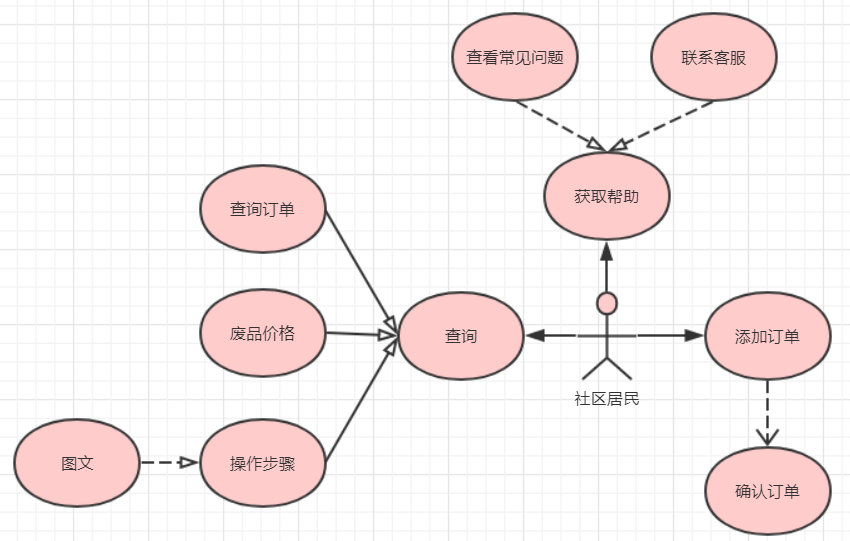 查看常见问题
联系客服
获取帮助
查询订单
废品价格
查询
添加订单
社区居民
图文
操作步骤
确认订单